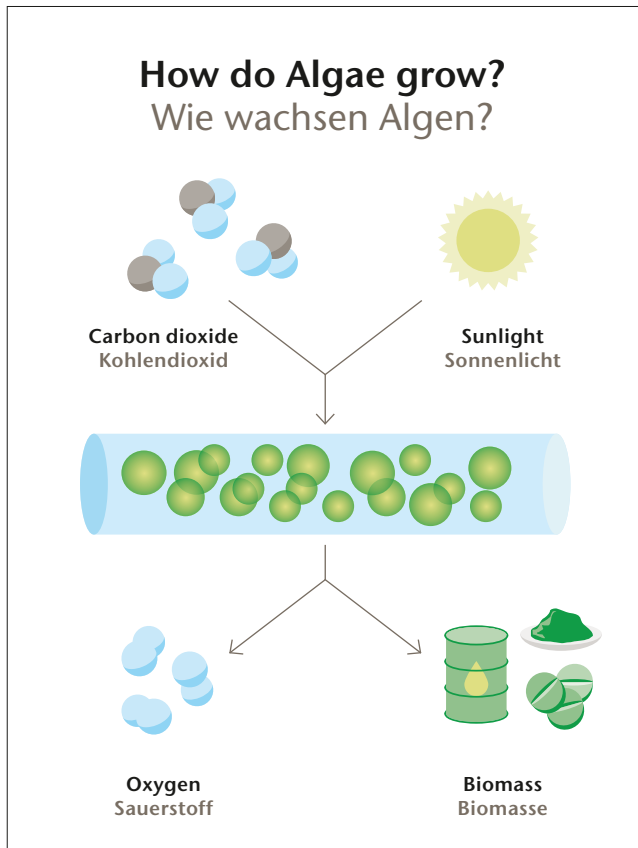 How do Algae grow?
Wie wachsen Algen?
Carbon dioxide
Kohlendioxid
Sunlight
Sonnenlicht
Oxygen
Sauerstoff
Biomass
Biomasse